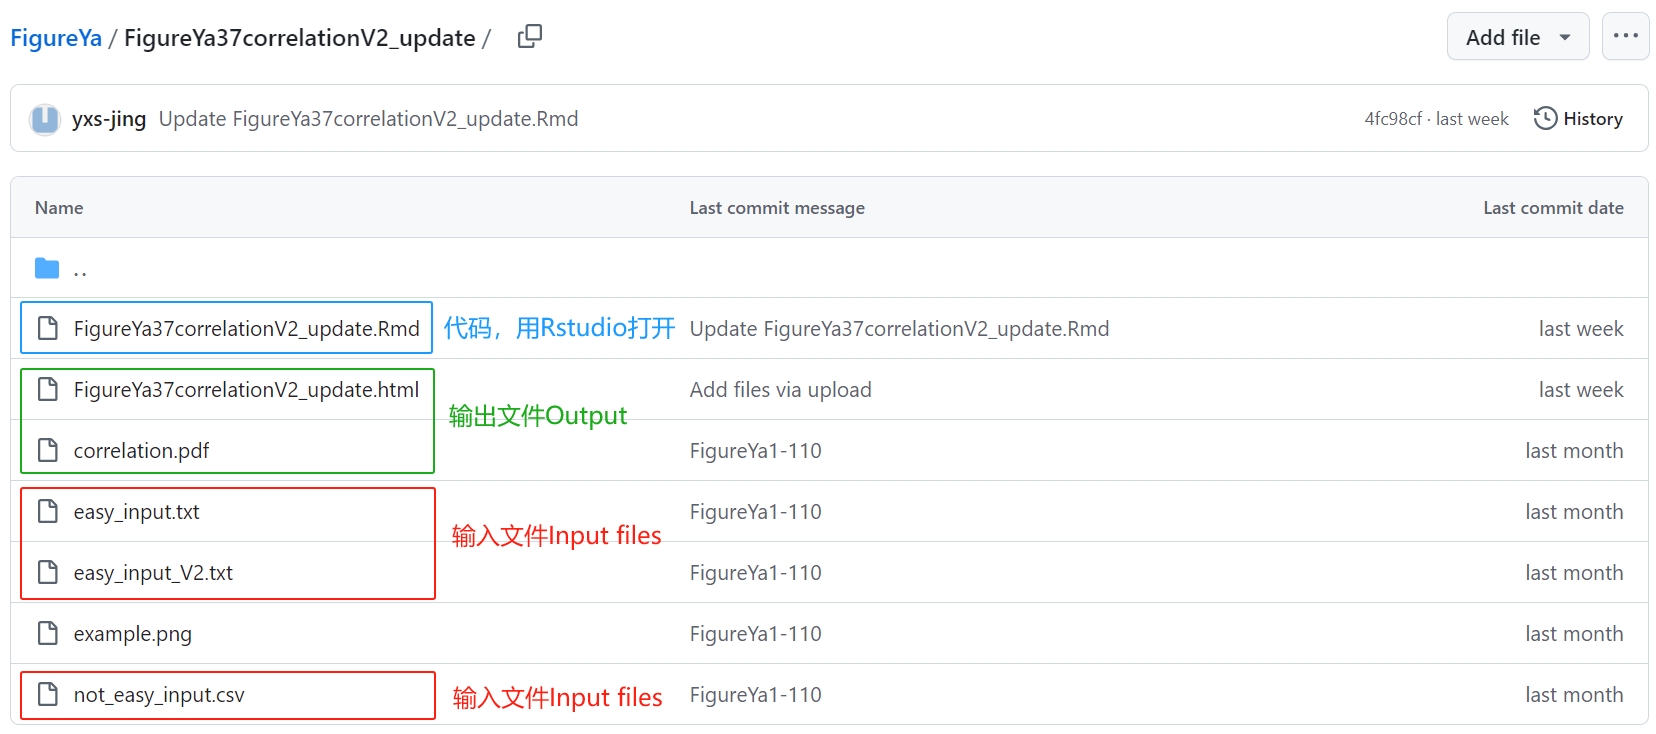 FigureYa / FigureYa37correlationV2_update /
Add file
yxs-jing Update FigureYa37correlationV2_update.Rmd
4fc98cf · last week History
Name Last commit message Last commit date
..
FigureYa37correlationV2_update.Rmd 代码，用Rstudio打开 Update FigureYa37correlationV2_update.Rmd last week
FigureYa37correlationV2_update.html Add files via upload last week
输出文件Output
correlation.pdf FigureYa1-110 last month
easy_input.txt FigureYa1-110 last month
输入文件Input files
easy_input_V2.txt FigureYa1-110 last month
example.png FigureYa1-110 last month
not_easy_input.csv 输入文件Input files FigureYa1-110 last month